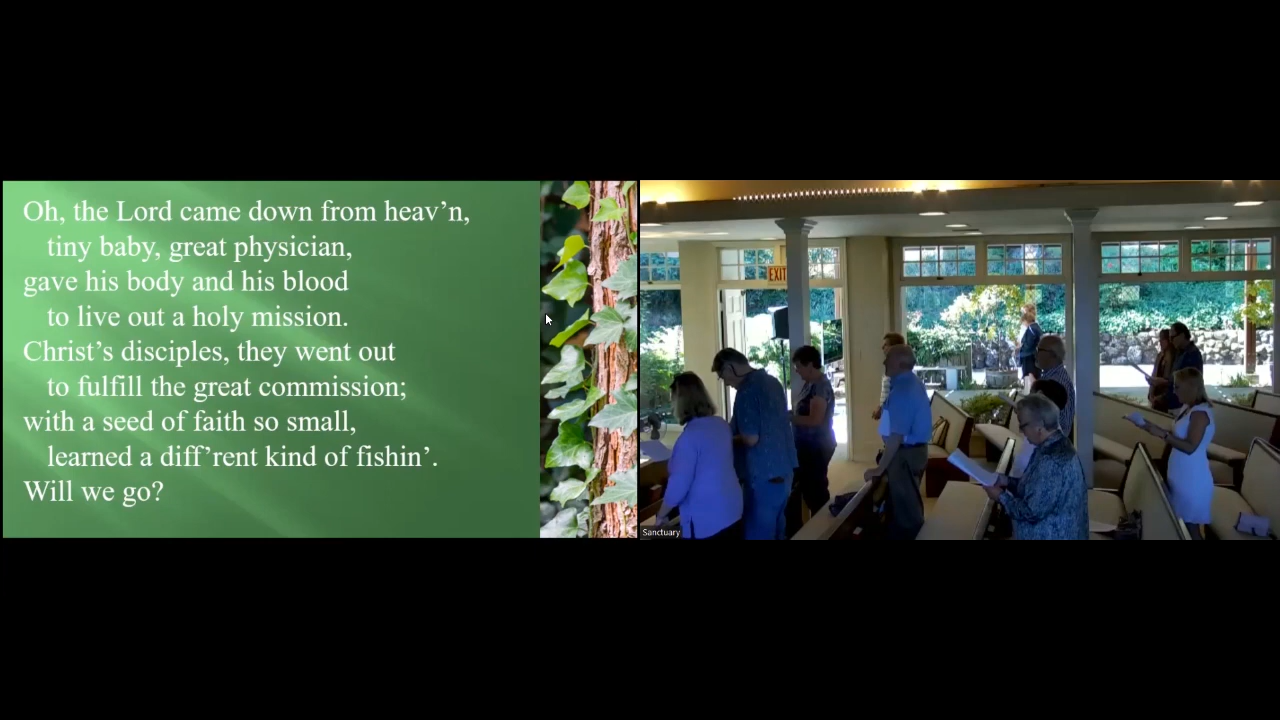 Oh, the Lord came down from heav’n,
tiny baby, great physician,
gave his body and his blood
to live out a holy mission.
Christ’s disciples, they went out
to fulfill the great commission;
with a seed of faith so small,
learned a diff’rent kind of fishin’.
Will we go?
EXIT
Sanctuary